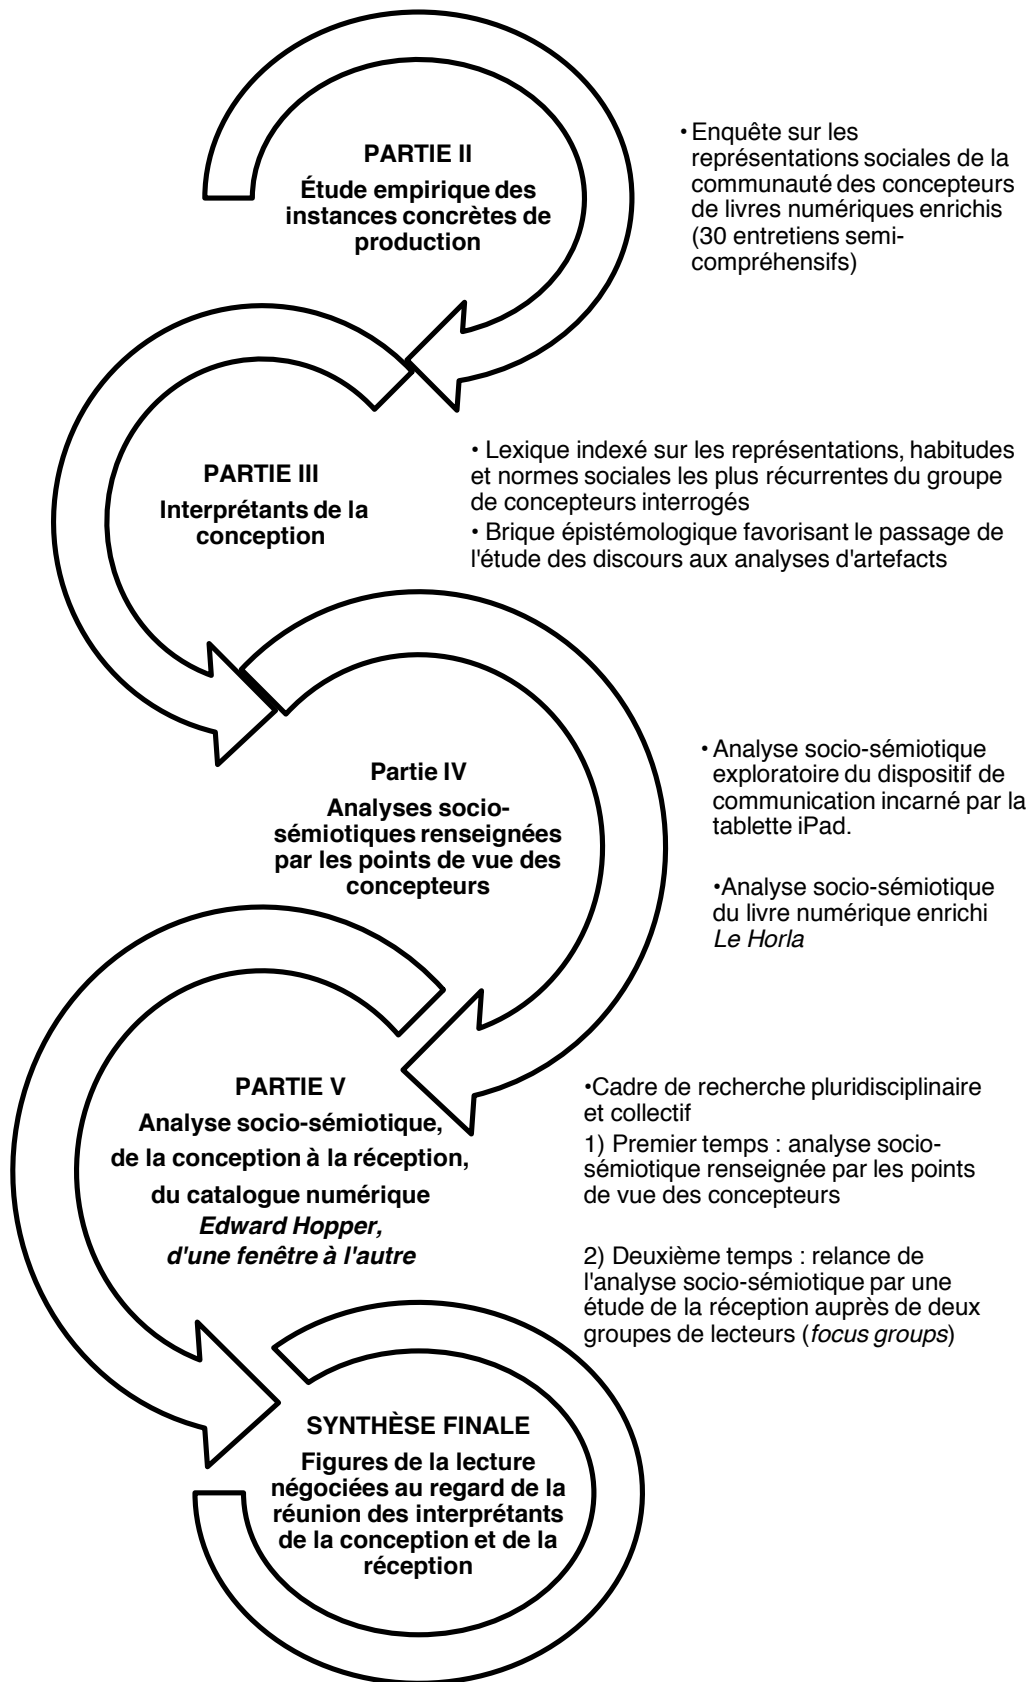 PARTIE II
Étude empirique des
instances concrètes de
production
• Enquête sur les
représentations sociales de la
communauté des concepteurs
de livres numériques enrichis
(30 entretiens semi-
compréhensifs)
PARTIE III
Interprétants de la
conception
• Lexique indexé sur les représentations, habitudes
et normes sociales les plus récurrentes du groupe
de concepteurs interrogés
• Brique épistémologique favorisant le passage de
l'étude des discours aux analyses d'artefacts
Partie IV
Analyses socio-
sémiotiques renseignées
par les points de vue des
concepteurs
• Analyse socio-sémiotique
exploratoire du dispositif de
communication incarné par la
tablette iPad.
•Analyse socio-sémiotique
du livre numérique enrichi
Le Horla
PARTIE V
Analyse socio-sémiotique,
de la conception à la réception,
du catalogue numérique
Edward Hopper,
d'une fenêtre à l'autre
•Cadre de recherche pluridisciplinaire
et collectif
1) Premier temps : analyse socio-
sémiotique renseignée par les points
de vue des concepteurs
2) Deuxième temps : relance de
l'analyse socio-sémiotique par une
étude de la réception auprès de deux
groupes de lecteurs (focus groups)
SYNTHÈSE FINALE
Figures de la lecture
négociées au regard de la
réunion des interprétants
de la conception et de la
réception